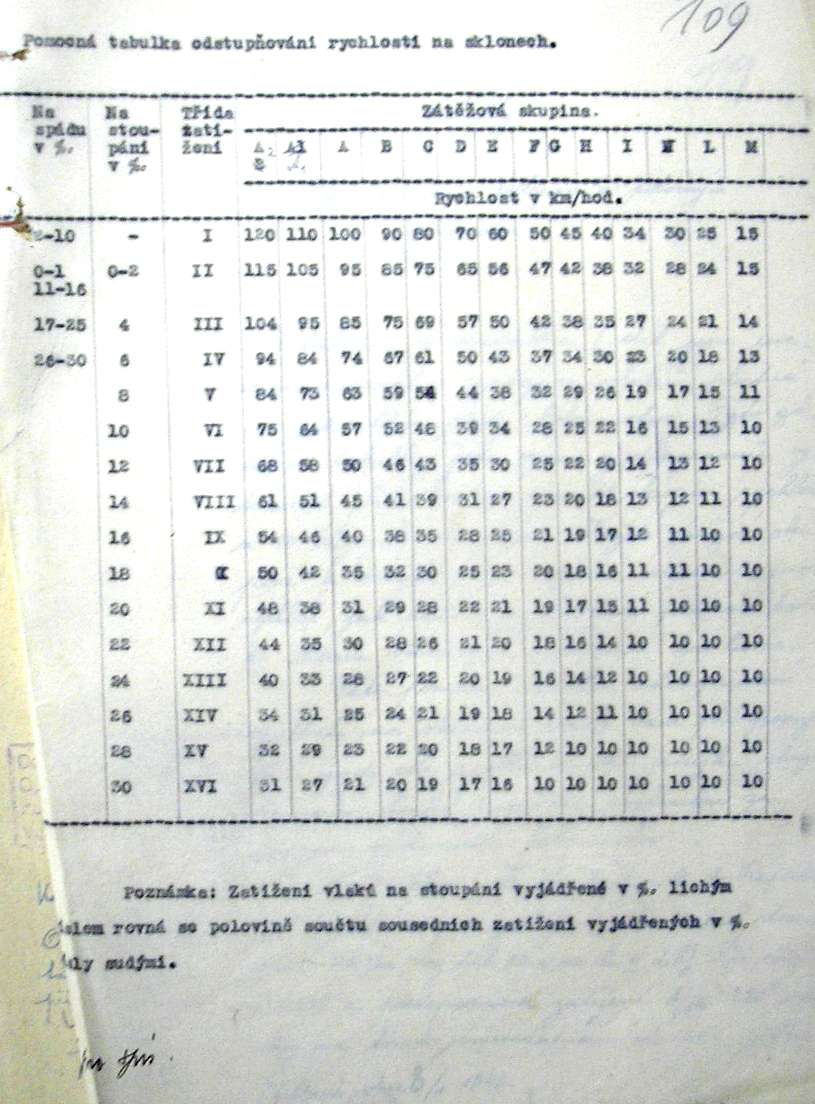 109
Pomocná tabulka odstupňování rychlosti na sklonech.
Na spádu v ‰. Na stoupání v ‰. Třída zatížení Zátěžová skupina.
A2 A1 A B C D E F G H I L M
Rychlost v km/hod.
2-10 - I 120 110 100 90 80 70 60 50 45 40 34 30 25 15
0-1 0-2 II 115 105 95 85 75 65 56 47 42 38 32 28 24 15
11-16
17-25 4 III 104 95 85 75 69 57 50 42 38 35 27 24 21 14
26-30 6 IV 94 84 74 67 61 50 43 37 34 30 23 20 18 13
8 V 84 73 63 59 54 44 38 32 29 26 19 17 15 11
10 VI 75 64 57 52 48 39 34 28 25 22 16 15 13 10
12 VII 68 58 50 46 43 35 30 25 22 20 14 13 12 10
14 VIII 61 51 45 41 39 31 27 23 20 18 13 12 11 10
16 IX 54 46 40 38 35 28 25 21 19 17 12 11 10 10
18 X 50 42 35 32 30 25 23 20 18 16 11 11 10 10
20 XI 48 38 31 29 28 22 21 19 17 15 11 10 10 10
22 XII 44 35 30 28 26 21 20 18 16 14 10 10 10 10
24 XIII 40 33 28 27 22 20 19 16 14 12 10 10 10 10
26 XIV 34 31 25 24 21 19 18 14 12 11 10 10 10 10
28 XV 32 29 23 22 20 18 17 12 10 10 10 10 10 10
30 XVI 31 27 21 20 19 17 16 10 10 10 10 10 10 10
Poznámka: Zatížení vlaků na stoupání vyjádřené v ‰. lichým
íslem rovná se polovině součtu sousedních zatížení vyjádřených v ‰.
ly sudými.